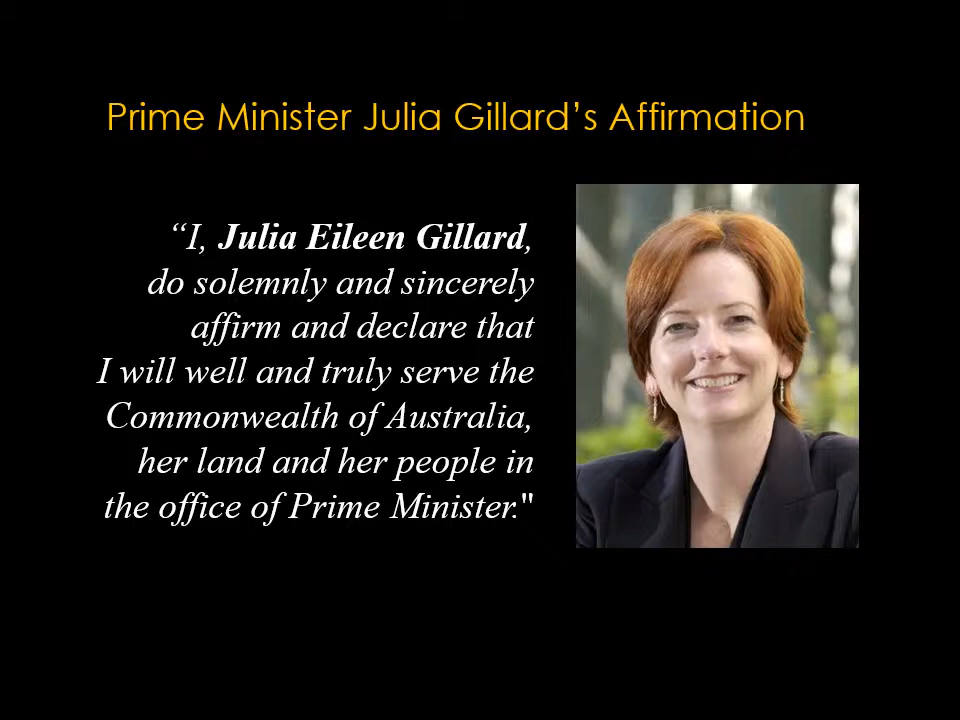 Prime Minister Julia Gillard’s Affirmation
“I, Julia Eileen Gillard,
do solemnly and sincerely
affirm and declare that
I will well and truly serve the
Commonwealth of Australia,
her land and her people in
the office of Prime Minister."